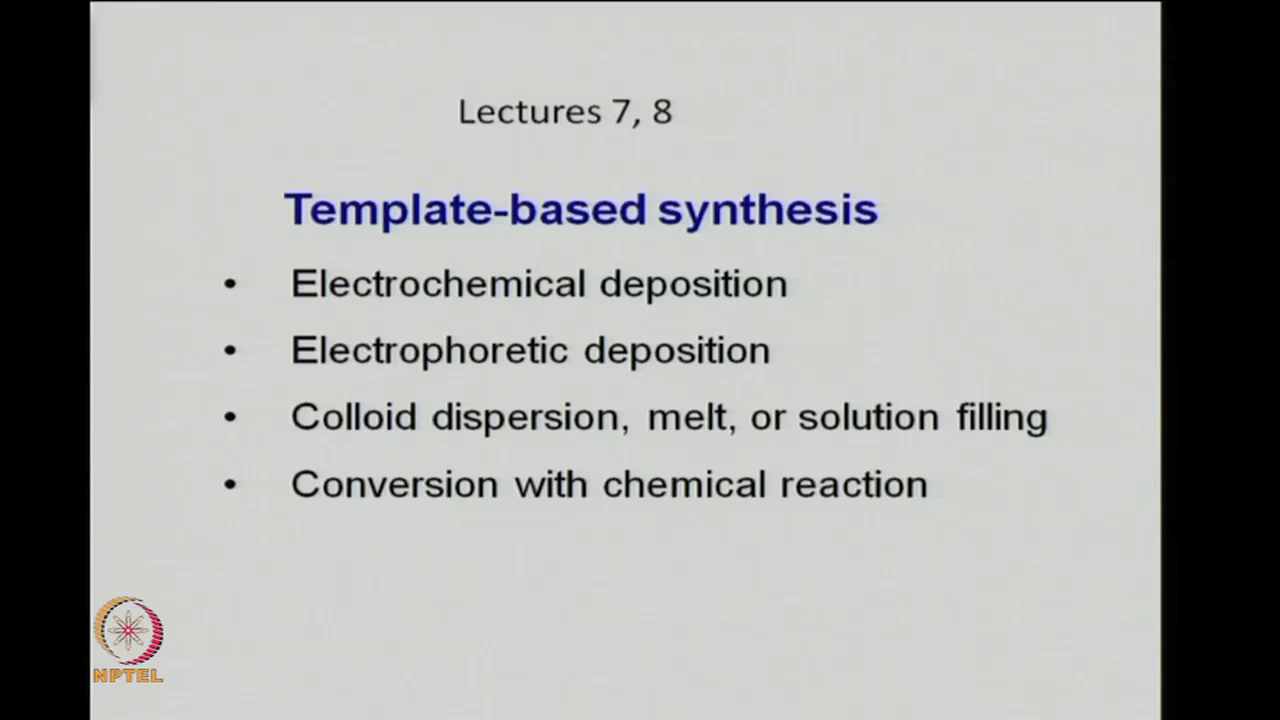 Lectures 7, 8
Template-based synthesis
• Electrochemical deposition
• Electrophoretic deposition
• Colloid dispersion, melt, or solution filling
• Conversion with chemical reaction
NPTEL